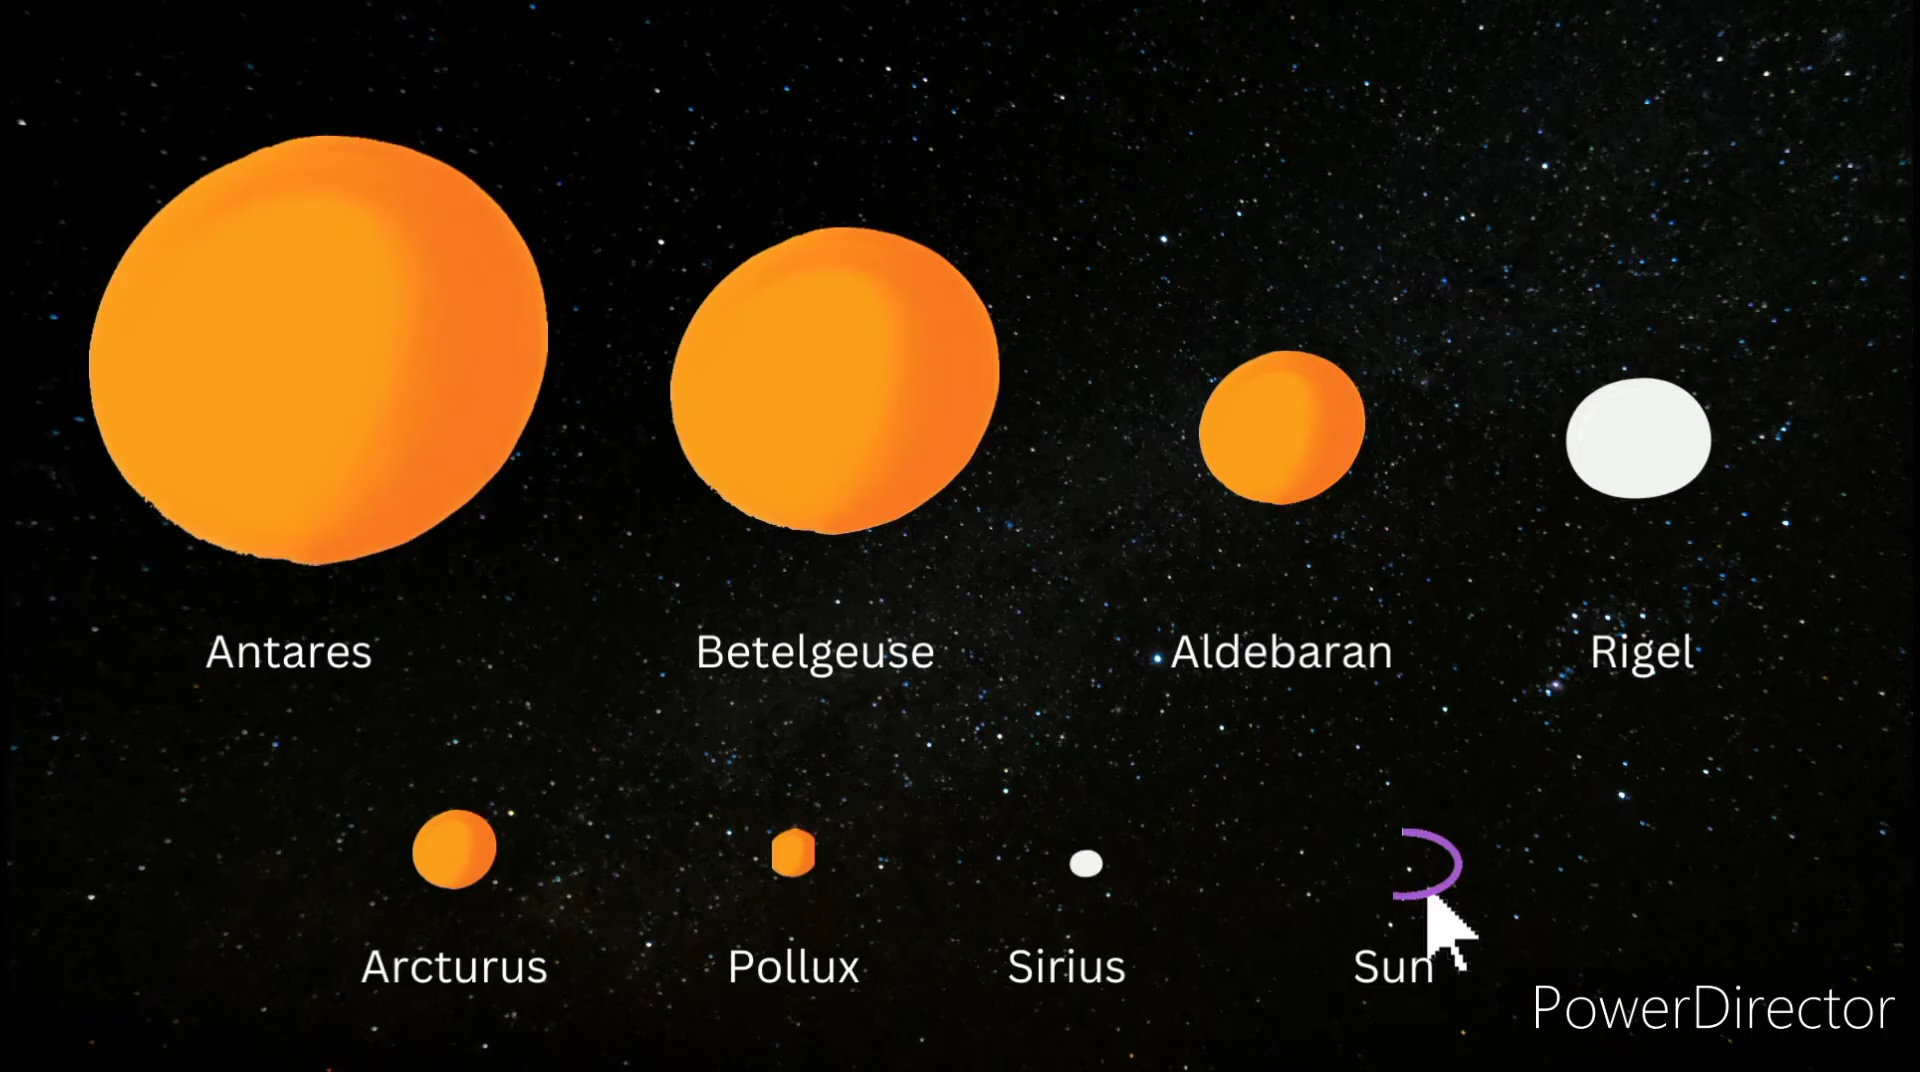 Antares
Betelgeuse
Aldebaran
Rigel
Arcturus
Pollux
Sirius
Sun
PowerDirector